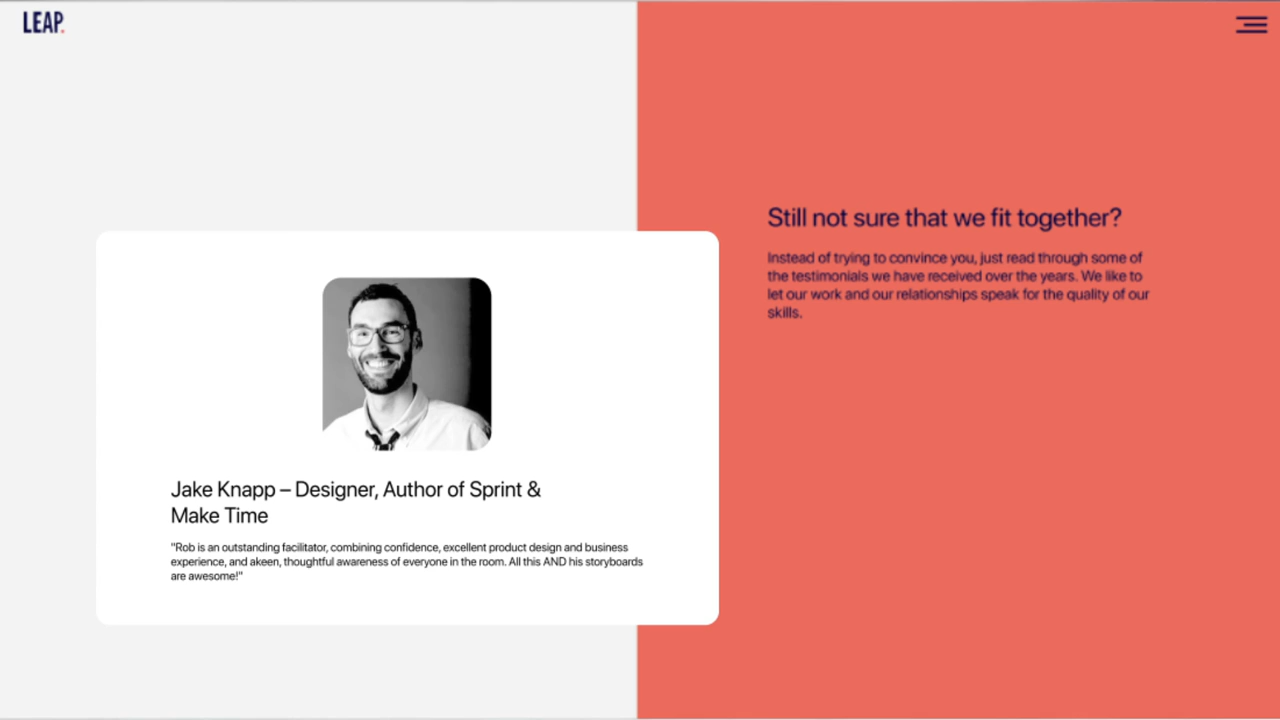 LEAP.
Still not sure that we fit together?
Instead of trying to convince you, just read through some of
the testimonials we have received over the years. We like to
let our work and our relationships speak for the quality of our
skills.
Jake Knapp – Designer, Author of Sprint &
Make Time
"Rob is an outstanding facilitator, combining confidence, excellent product design and business
experience, and akeen, thoughtful awareness of everyone in the room. All this AND his storyboards
are awesome!"